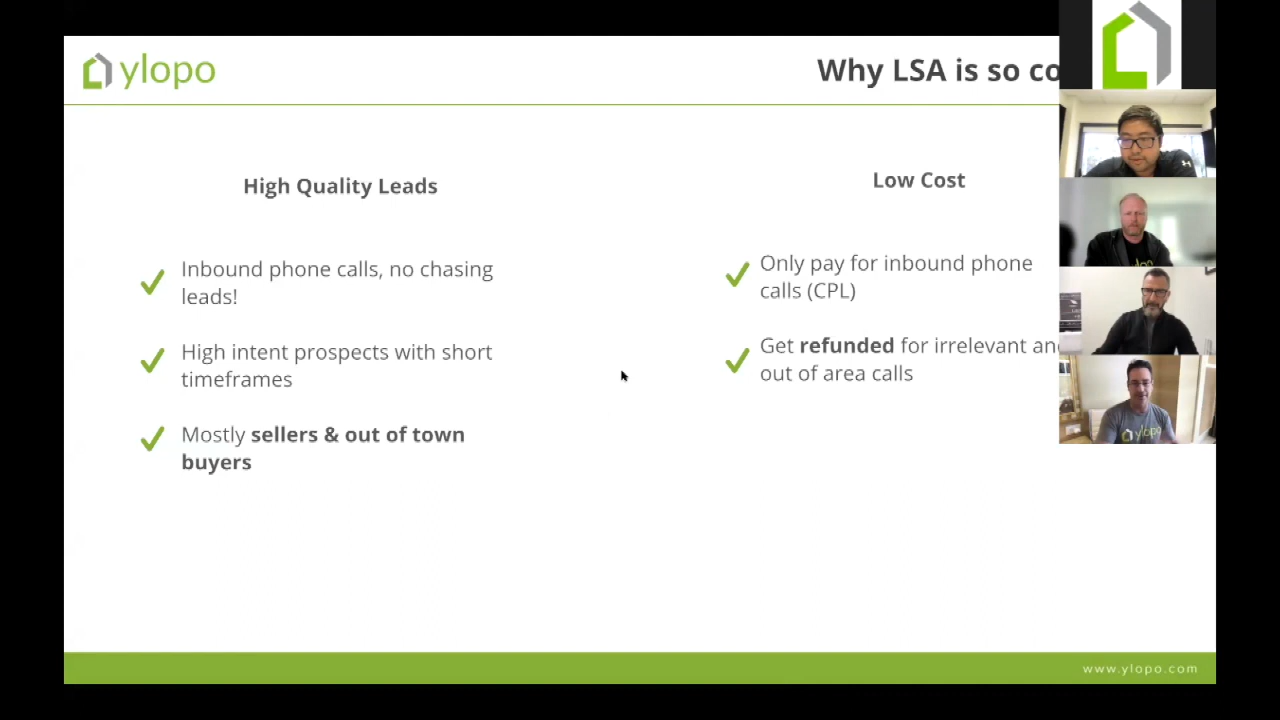 ylopo
Why LSA is so co
High Quality Leads
Inbound phone calls, no chasing
leads!
High intent prospects with short
timeframes
Mostly sellers & out of town
buyers
Low Cost
Only pay for inbound phone
calls (CPL)
Get refunded for irrelevant and
out of area calls
ylopo
www.ylopo.com